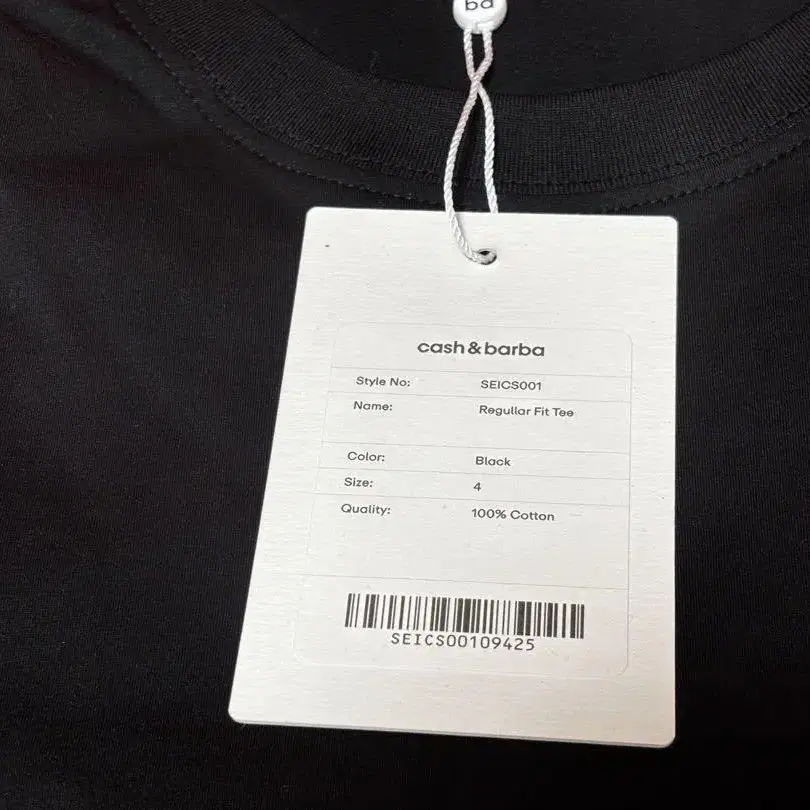 bd
cash&barba
Style No: SEICS001
Name: Regullar Fit Tee
Color: Black
Size: 4
Quality: 100% Cotton
SEICS00109425